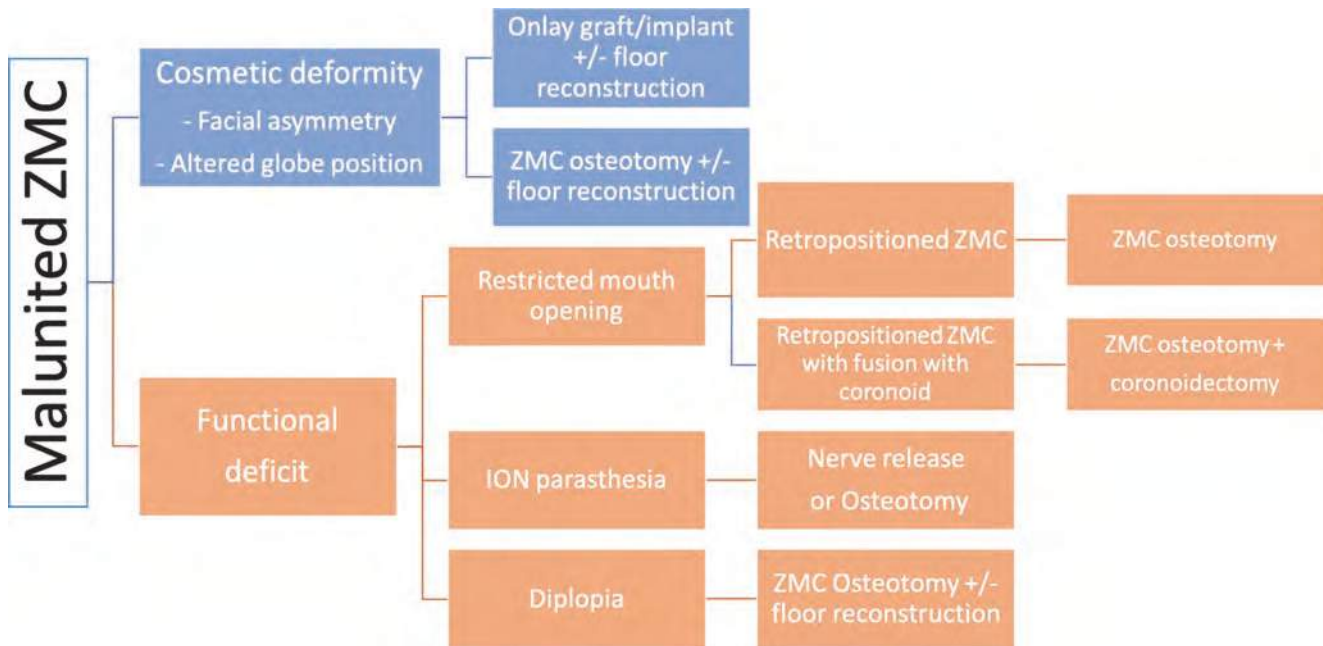 Malunited ZMC
Cosmetic deformity
- Facial asymmetry
- Altered globe position
Onlay graft/implant
+/- floor
reconstruction
ZMC osteotomy +/-
floor reconstruction
Functional
deficit
Restricted mouth
opening
Retropositioned ZMC
ZMC osteotomy
Retropositioned ZMC
with fusion with
coronoid
ZMC osteotomy +
coronoidectomy
ION parasthesia
Nerve release
or Osteotomy
Diplopia
ZMC Osteotomy +/-
floor reconstruction